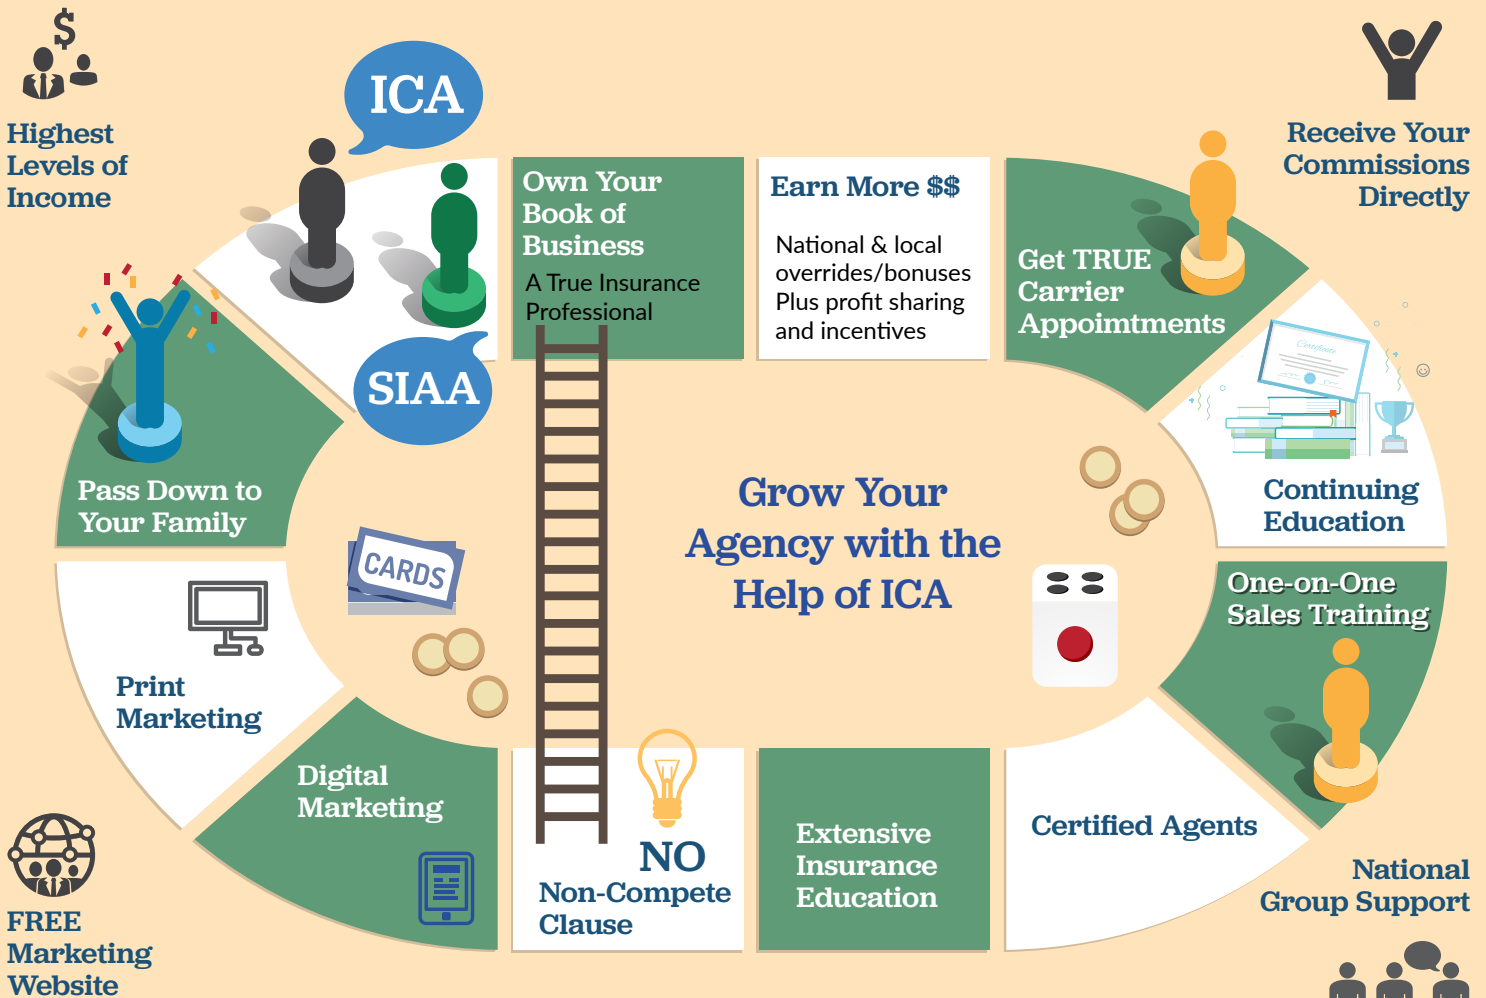 $
Highest
Levels of
Income
ICA
SIAA
Own Your
Book of
Business
A True Insurance
Professional
Earn More $$
National & local
overrides/bonuses
Plus profit sharing
and incentives
Get TRUE
Carrier
Appoimtments
Receive Your
Commissions
Directly
Certificate
Continuing
Education
Pass Down to
Your Family
CARDS
Grow Your
Agency with the
Help of ICA
One-on-One
Sales Training
Print
Marketing
Digital
Marketing
NO
Non-Compete
Clause
Extensive
Insurance
Education
Certified Agents
National
Group Support
FREE
Marketing
Website